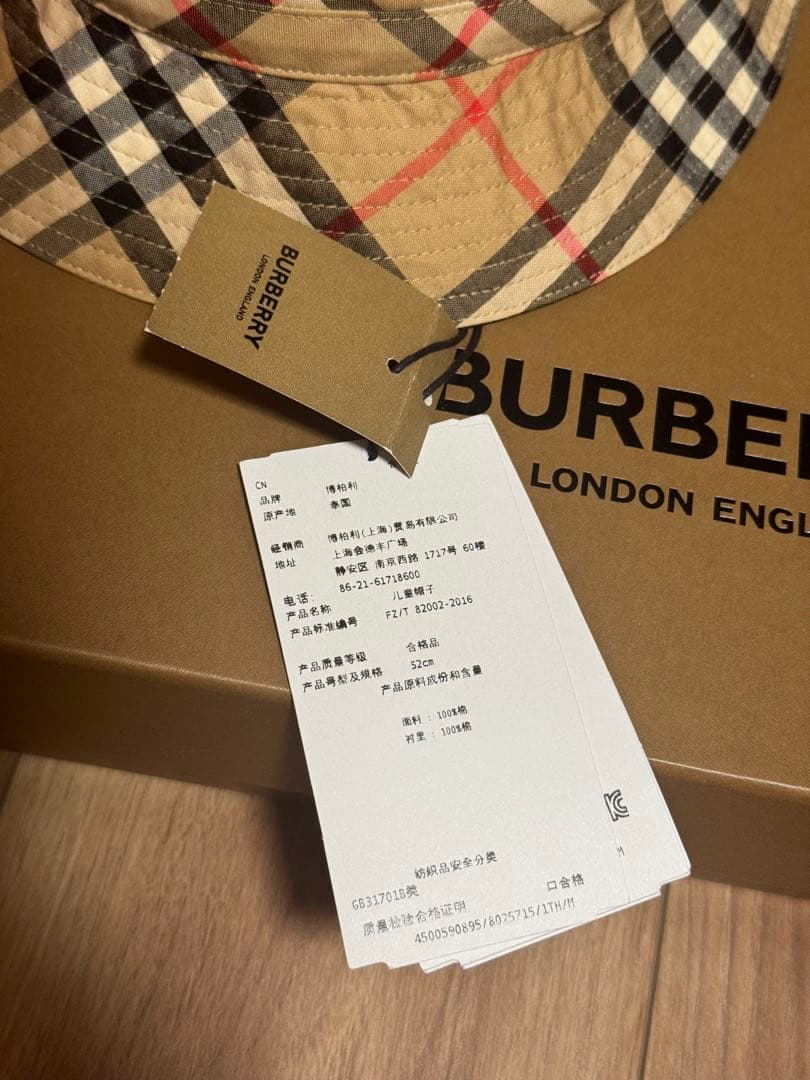 BURBERRY
LONDON ENGLAND
BURBE
LONDON ENGL
CN
品牌 博柏利
原产地 泰国
经销商 博柏利(上海)贸易有限公司
地址 上海会德丰广场
静安区 南京西路 1717号 60楼
电话: 86-21-61718600
产品名称 儿童帽子
产品标准编号 FZ/T 82002-2016
产品质量等级 合格品
产品号型及规格 52cm
产品原料成份和含量
面料 : 100%棉
衬里 : 100%棉
纺织品安全分类
GB31701B类
质量检验合格证明 口合格
4500590895/8025715/1TH/M
M